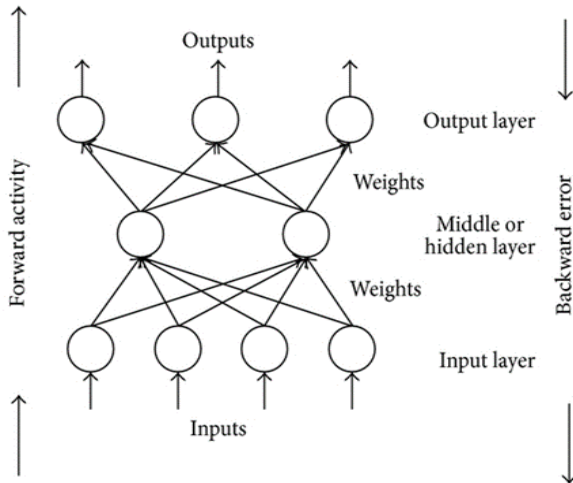 Outputs
Output layer
Weights
Forward activity
Middle or
hidden layer
Backward error
Weights
Input layer
Inputs